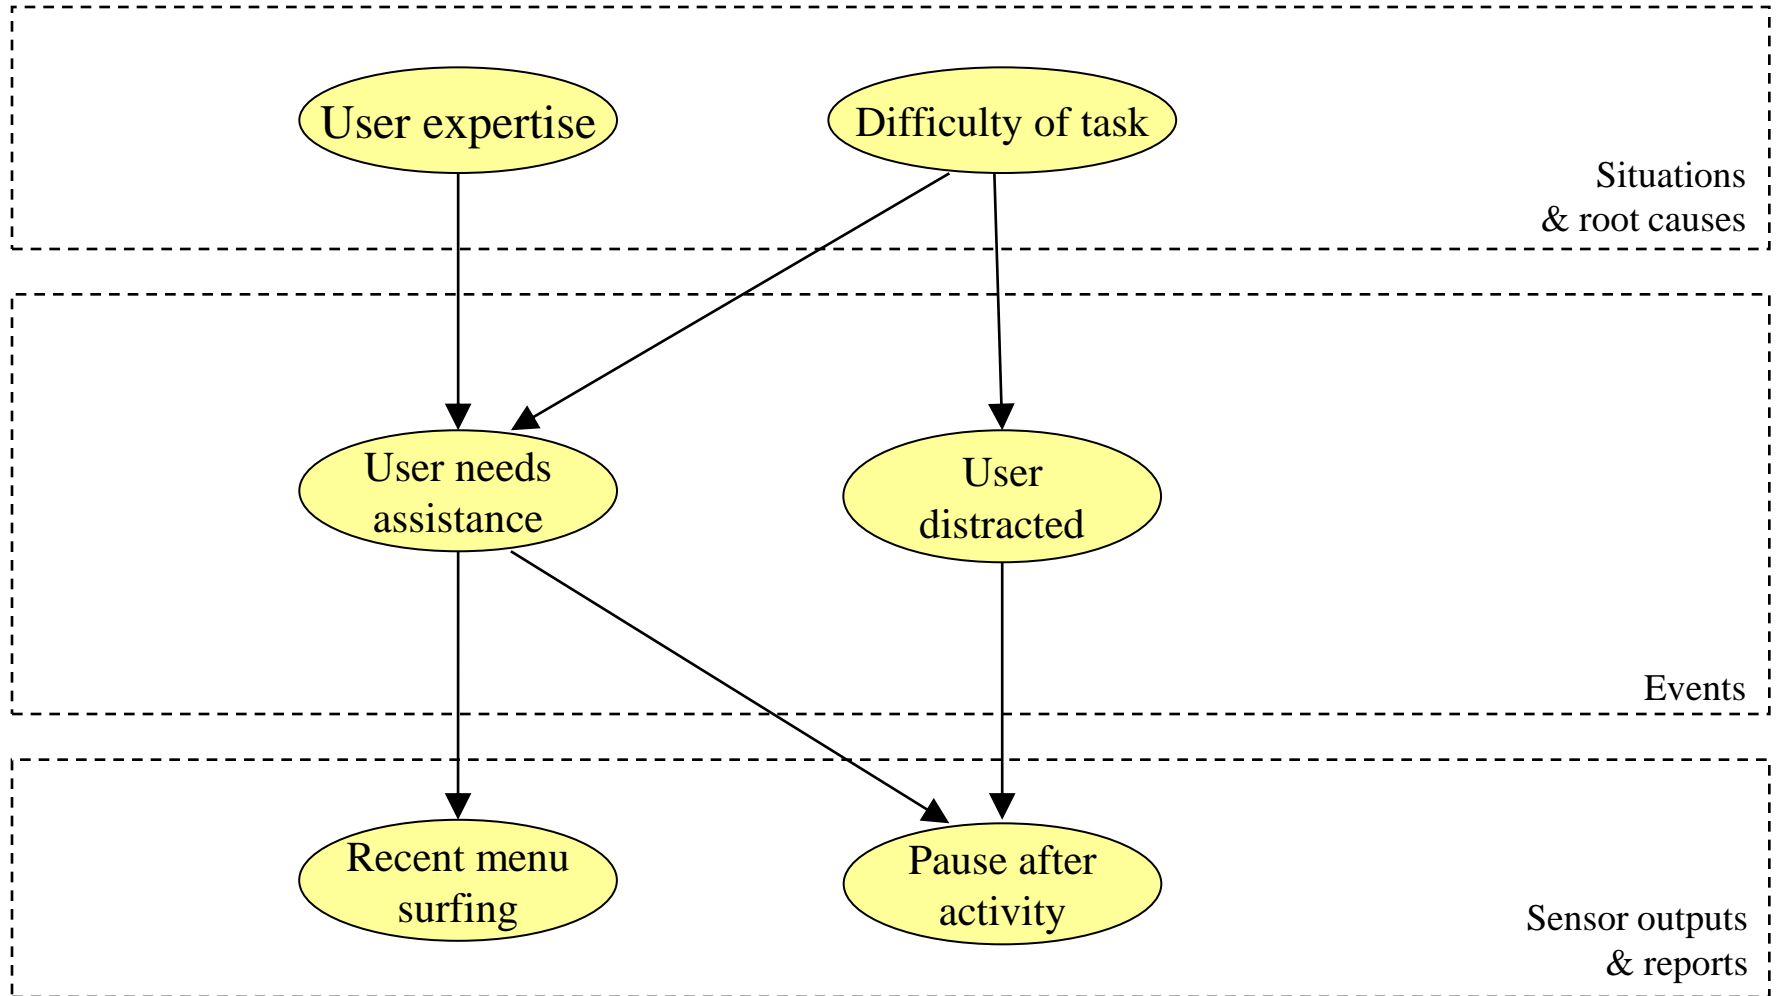 User expertise
Difficulty of task
Situations
& root causes
User needs
assistance
User
distracted
Events
Recent menu
surfing
Pause after
activity
Sensor outputs
& reports